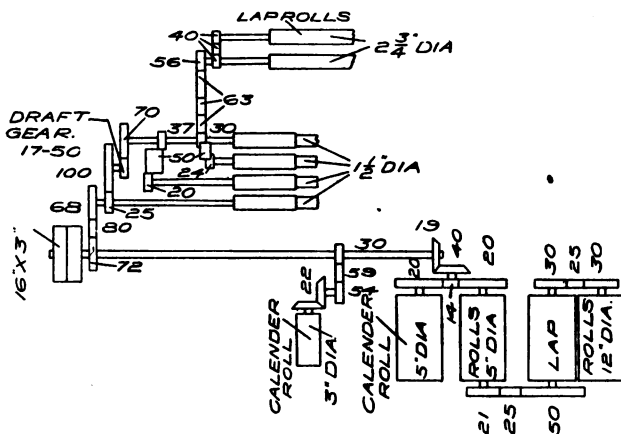 LAP ROLLS
40
2 3/4" DIA
56
63
70
DRAFT
GEAR.
17-50
37
30
50
24
1 1/2" DIA
20
100
25
68
80
72
16"X3"
30
19
40
20
59
54
22
20
14
30
25
30
CALENDER
ROLL
3" DIA
CALENDER
ROLL
5" DIA
ROLLS
5" DIA
LAP
ROLLS
12" DIA.
21
25
50